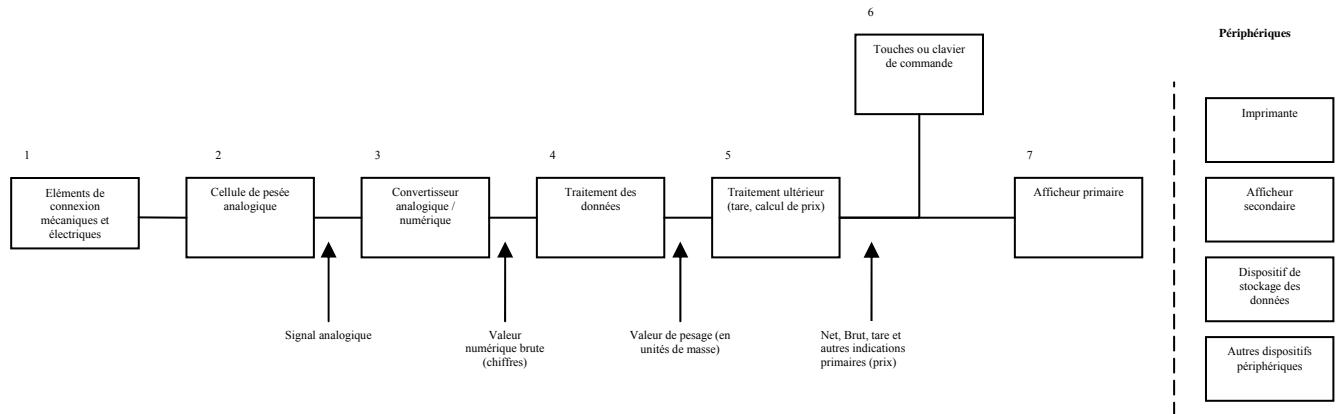 6
Périphériques
Touches ou clavier
de commande
Imprimante
1
2
3
4
5
7
Eléments de
connexion
mécaniques et
électriques
Cellule de pesée
analogique
Convertisseur
analogique /
numérique
Traitement des
données
Traitement ultérieur
(tare, calcul de prix)
Afficheur primaire
Afficheur
secondaire
Dispositif de
stockage des
données
Autres dispositifs
périphériques
Signal analogique
Valeur
numérique brute
(chiffres)
Valeur de pesage (en
unités de masse)
Net, Brut, tare et
autres indications
primaires (prix)